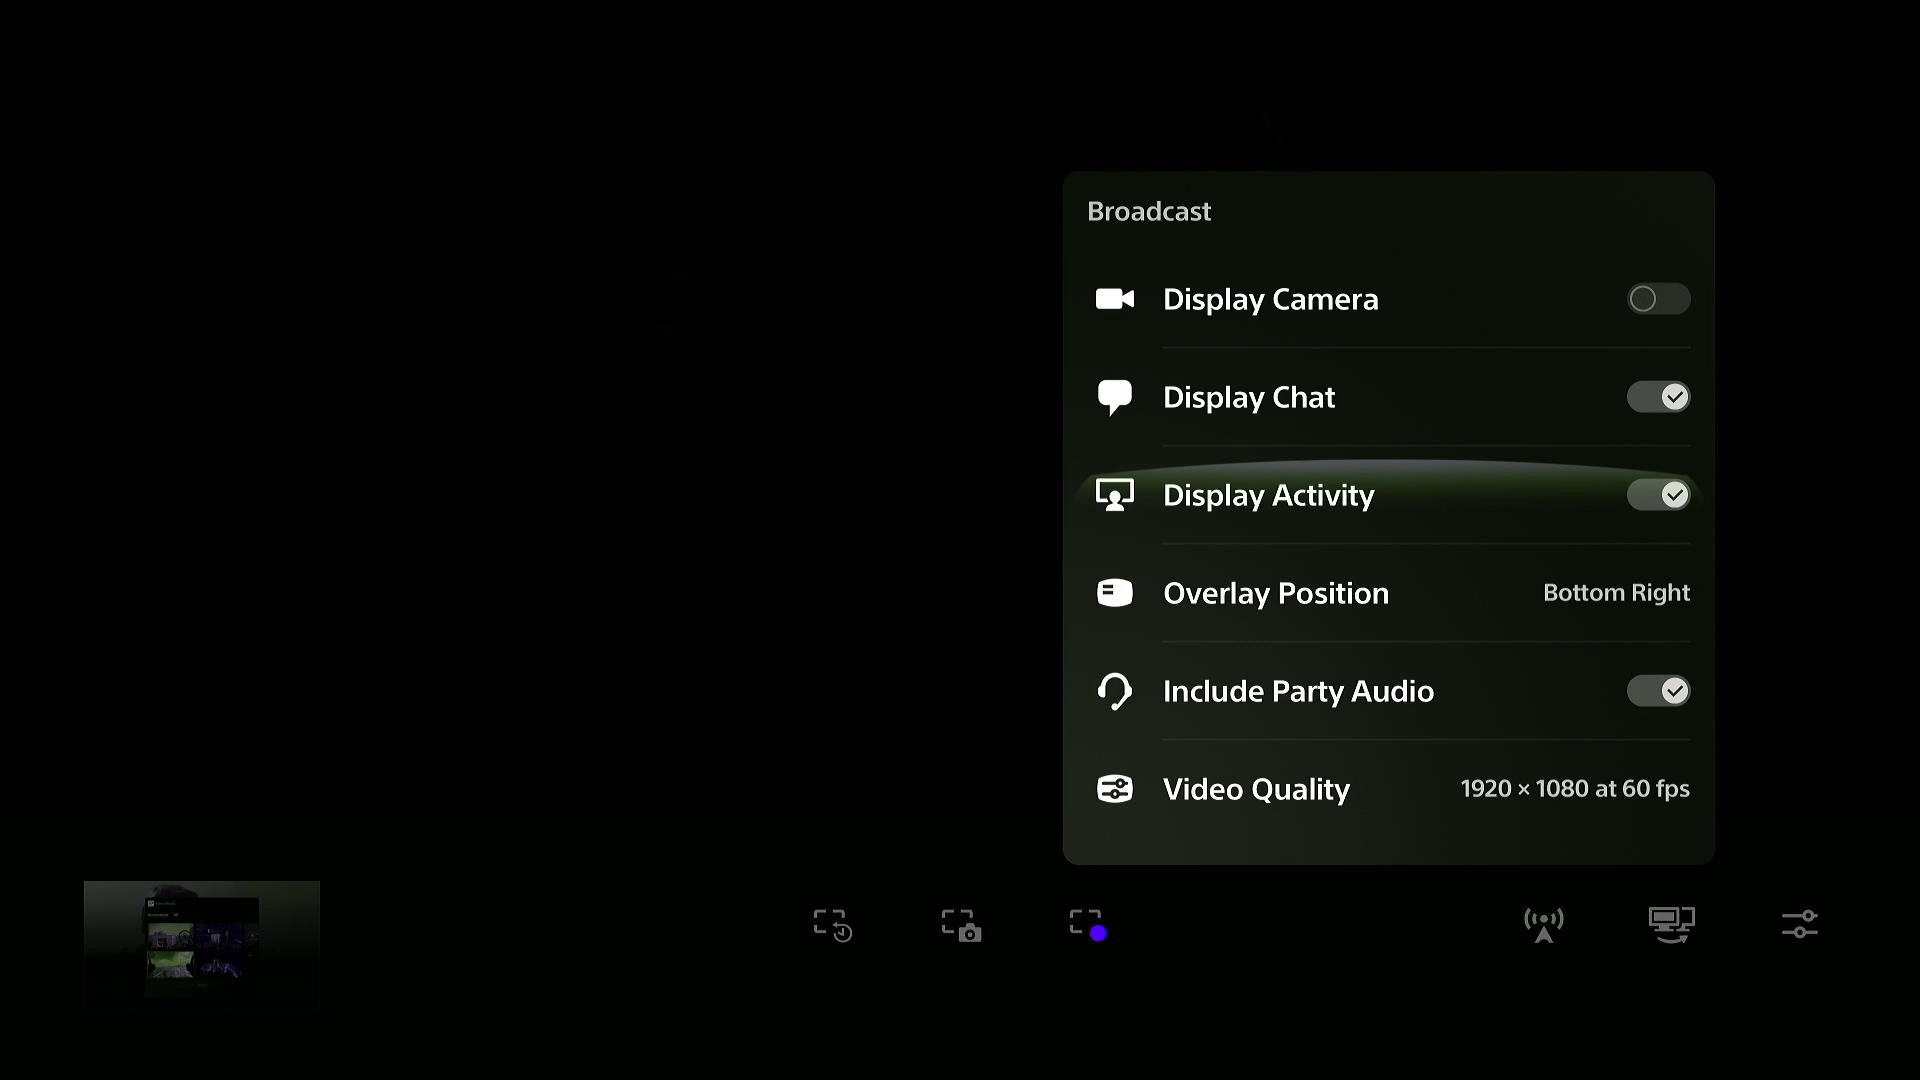 Broadcast
Display Camera
Display Chat
Display Activity
Overlay Position Bottom Right
Include Party Audio
Video Quality 1920 × 1080 at 60 fps